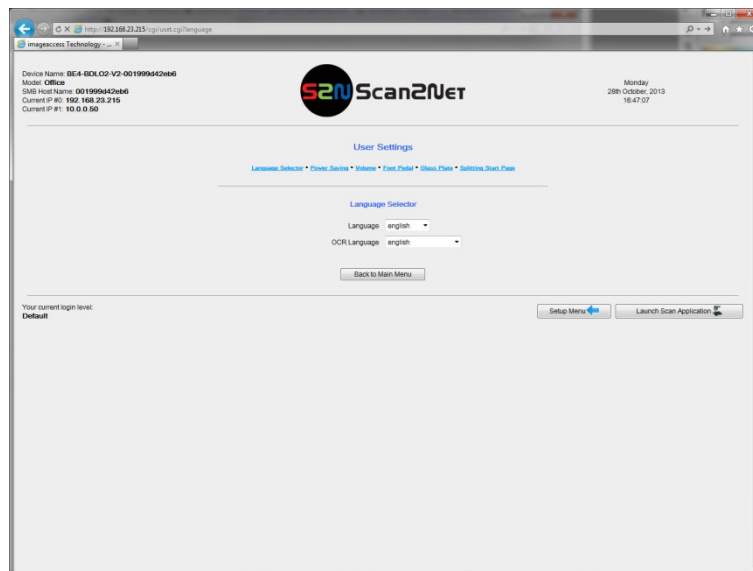 http://192.168.23.215/cgi/uset.cgi?language
imageaccess Technology - ...
Device Name: BE4-BDLO2-V2-001999d42eb6
Model: Office
SMB Host Name: 001999d42eb6
Current IP #0: 192.168.23.215
Current IP #1: 10.0.0.50
S2N Scan2Net
Monday
28th October, 2013
16:47:07
User Settings
Language Selector • Power Saving • Volume • Foot Pedal • Glass Plate • Splitting Start Page
Language Selector
Language english
OCR Language english
Back to Main Menu
Your current login level:
Default
Setup Menu
Launch Scan Application